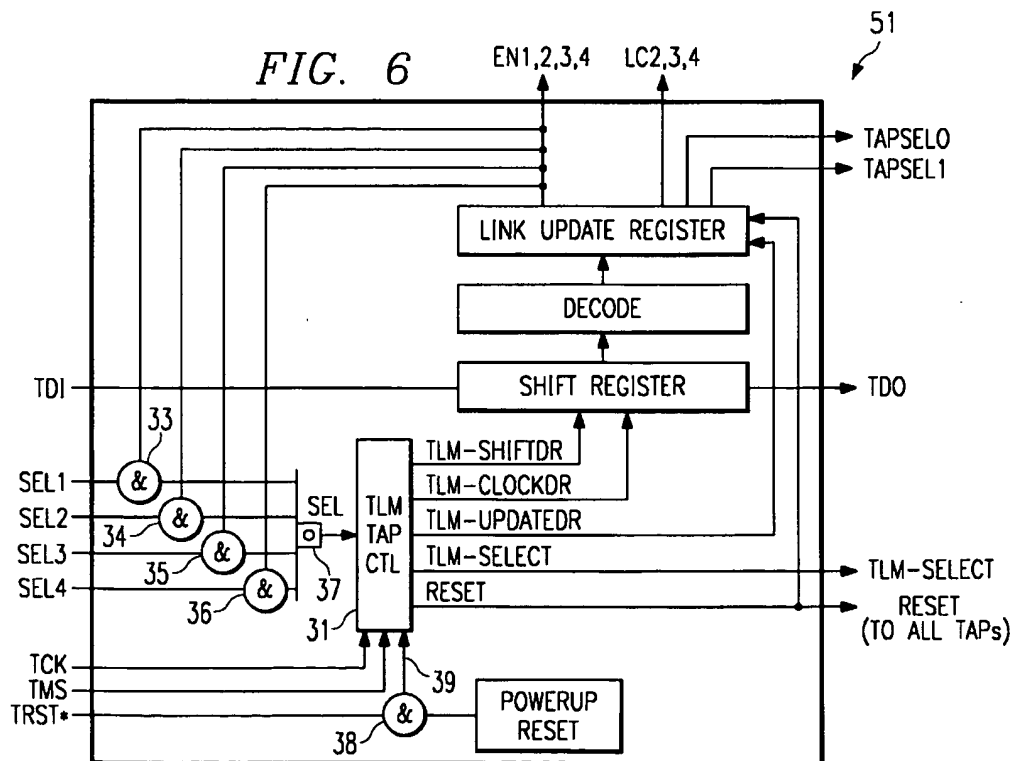 51
FIG. 6
EN1,2,3,4
LC2,3,4
TAPSEL0
TAPSEL1
LINK UPDATE REGISTER
DECODE
TDI
SHIFT REGISTER
TDO
33
SEL1
&
SEL2
&
34
SEL3
&
35
SEL4
&
36
SEL
O
37
TLM
TAP
CTL
31
TLM-SHIFTDR
TLM-CLOCKDR
TLM-UPDATEDR
TLM-SELECT
RESET
TLM-SELECT
RESET
(TO ALL TAPs)
TCK
TMS
TRST*
39
&
38
POWERUP
RESET